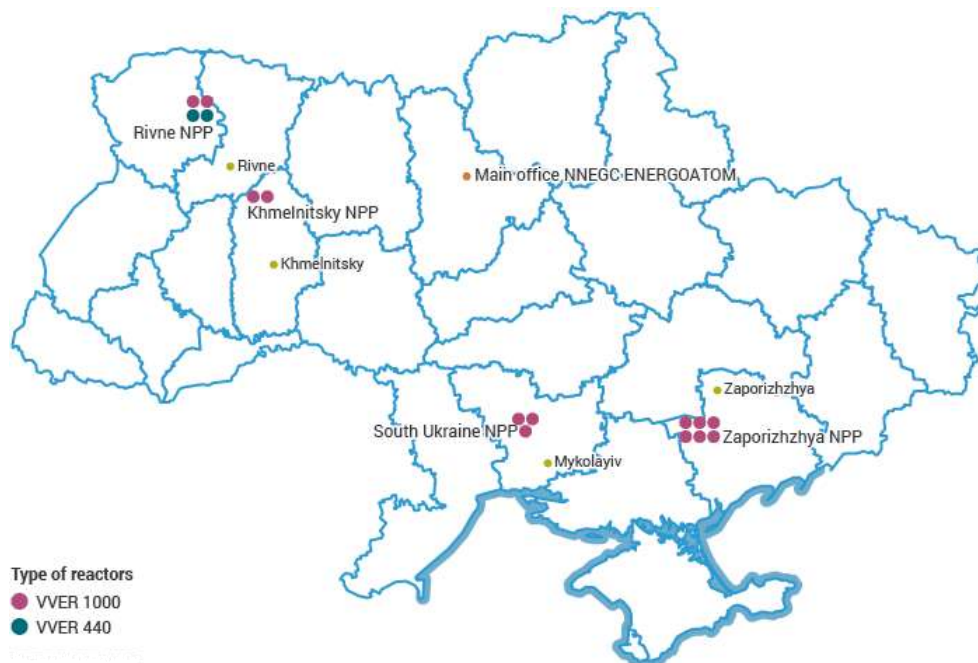 Rivne NPP
Rivne
Main office NNEGC ENERGOATOM
Khmelnitsky NPP
Khmelnitsky
Zaporizhzhya
South Ukraine NPP
Zaporizhzhya NPP
Mykolayiv
Type of reactors
VVER 1000
VVER 440